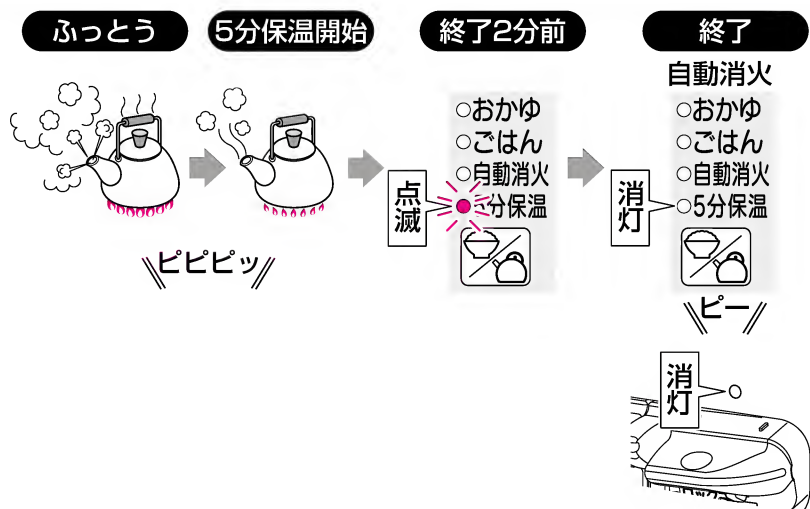 ふっとう
5分保温開始
終了2分前
終了
自動消火
ピピピッ
○おかゆ
○ごはん
○自動消火
5分保温
点滅
○おかゆ
○ごはん
○自動消火
○5分保温
消灯
ピー
消灯